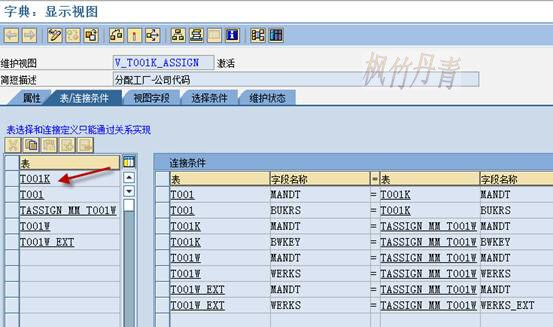 字典：显示视图
维护视图 V_T001K_ASSIGN 激活
简短描述 分配工厂-公司代码
枫竹丹青
属性 表/连接条件 视图字段 选择条件 维护状态
表选择和连接定义只能通过关系实现
表
T001K
T001
TASSIGN_MM_T001W
T001W
T001W_EXT
连接条件
表 字段名称 = 表 字段名称
T001 MANDT = T001K MANDT
T001 BUKRS = T001K BUKRS
T001K MANDT = TASSIGN_MM_T001W MANDT
T001K BWKEY = TASSIGN_MM_T001W BWKEY
T001W MANDT = TASSIGN_MM_T001W MANDT
T001W WERKS = TASSIGN_MM_T001W WERKS
T001W_EXT MANDT = TASSIGN_MM_T001W MANDT
T001W_EXT WERKS = TASSIGN_MM_T001W WERKS_EXT